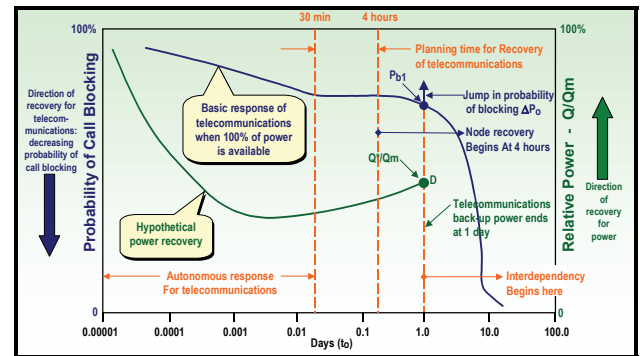 30 min
4 hours
100%
100%
Planning time for Recovery
of telecommunications
Pb1
Jump in probability
of blocking ΔPo
Direction of
recovery for
telecom-
munications:
decreasing
probability of
call blocking
Probability of Call Blocking
Basic response of
telecommunications
when 100% of power
is available
Node recovery
Begins At 4 hours
Q*/Qm
D
Relative Power - Q/Qm
Direction
of
recovery
for
power
Hypothetical
power recovery
Telecommunications
back-up power ends
at 1 day
Autonomous response
For telecommunications
Interdependency
Begins here
0
0
0.00001
0.0001
0.001
0.01
0.1
1.0
10.0
100.0
Days (to)